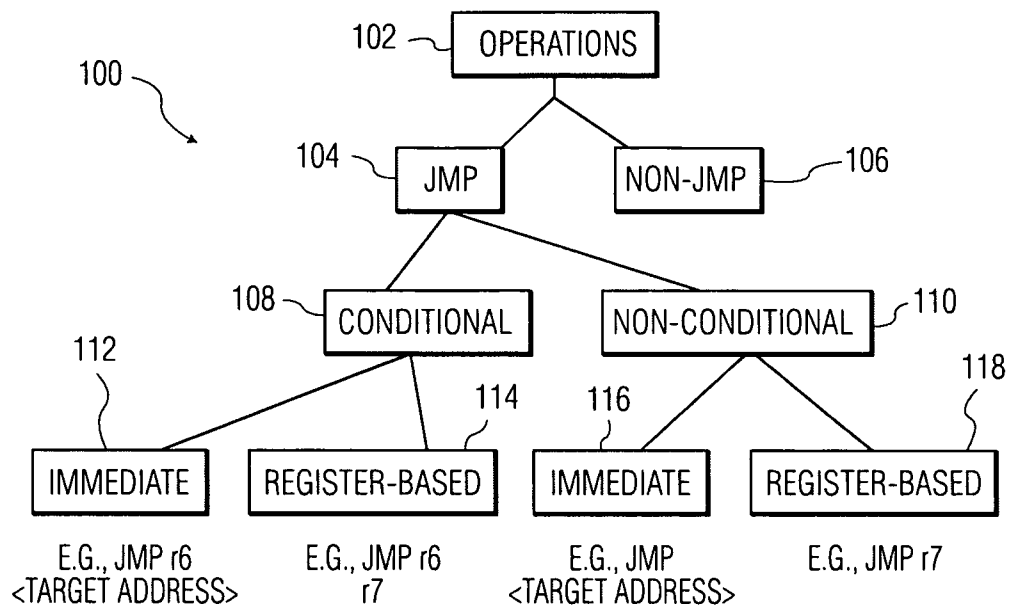 102 OPERATIONS
100
104 JMP NON-JMP 106
108 CONDITIONAL NON-CONDITIONAL 110
112 114 116 118
IMMEDIATE REGISTER-BASED IMMEDIATE REGISTER-BASED
E.G., JMP r6
<TARGET ADDRESS>
E.G., JMP r6
r7
E.G., JMP
<TARGET ADDRESS>
E.G., JMP r7